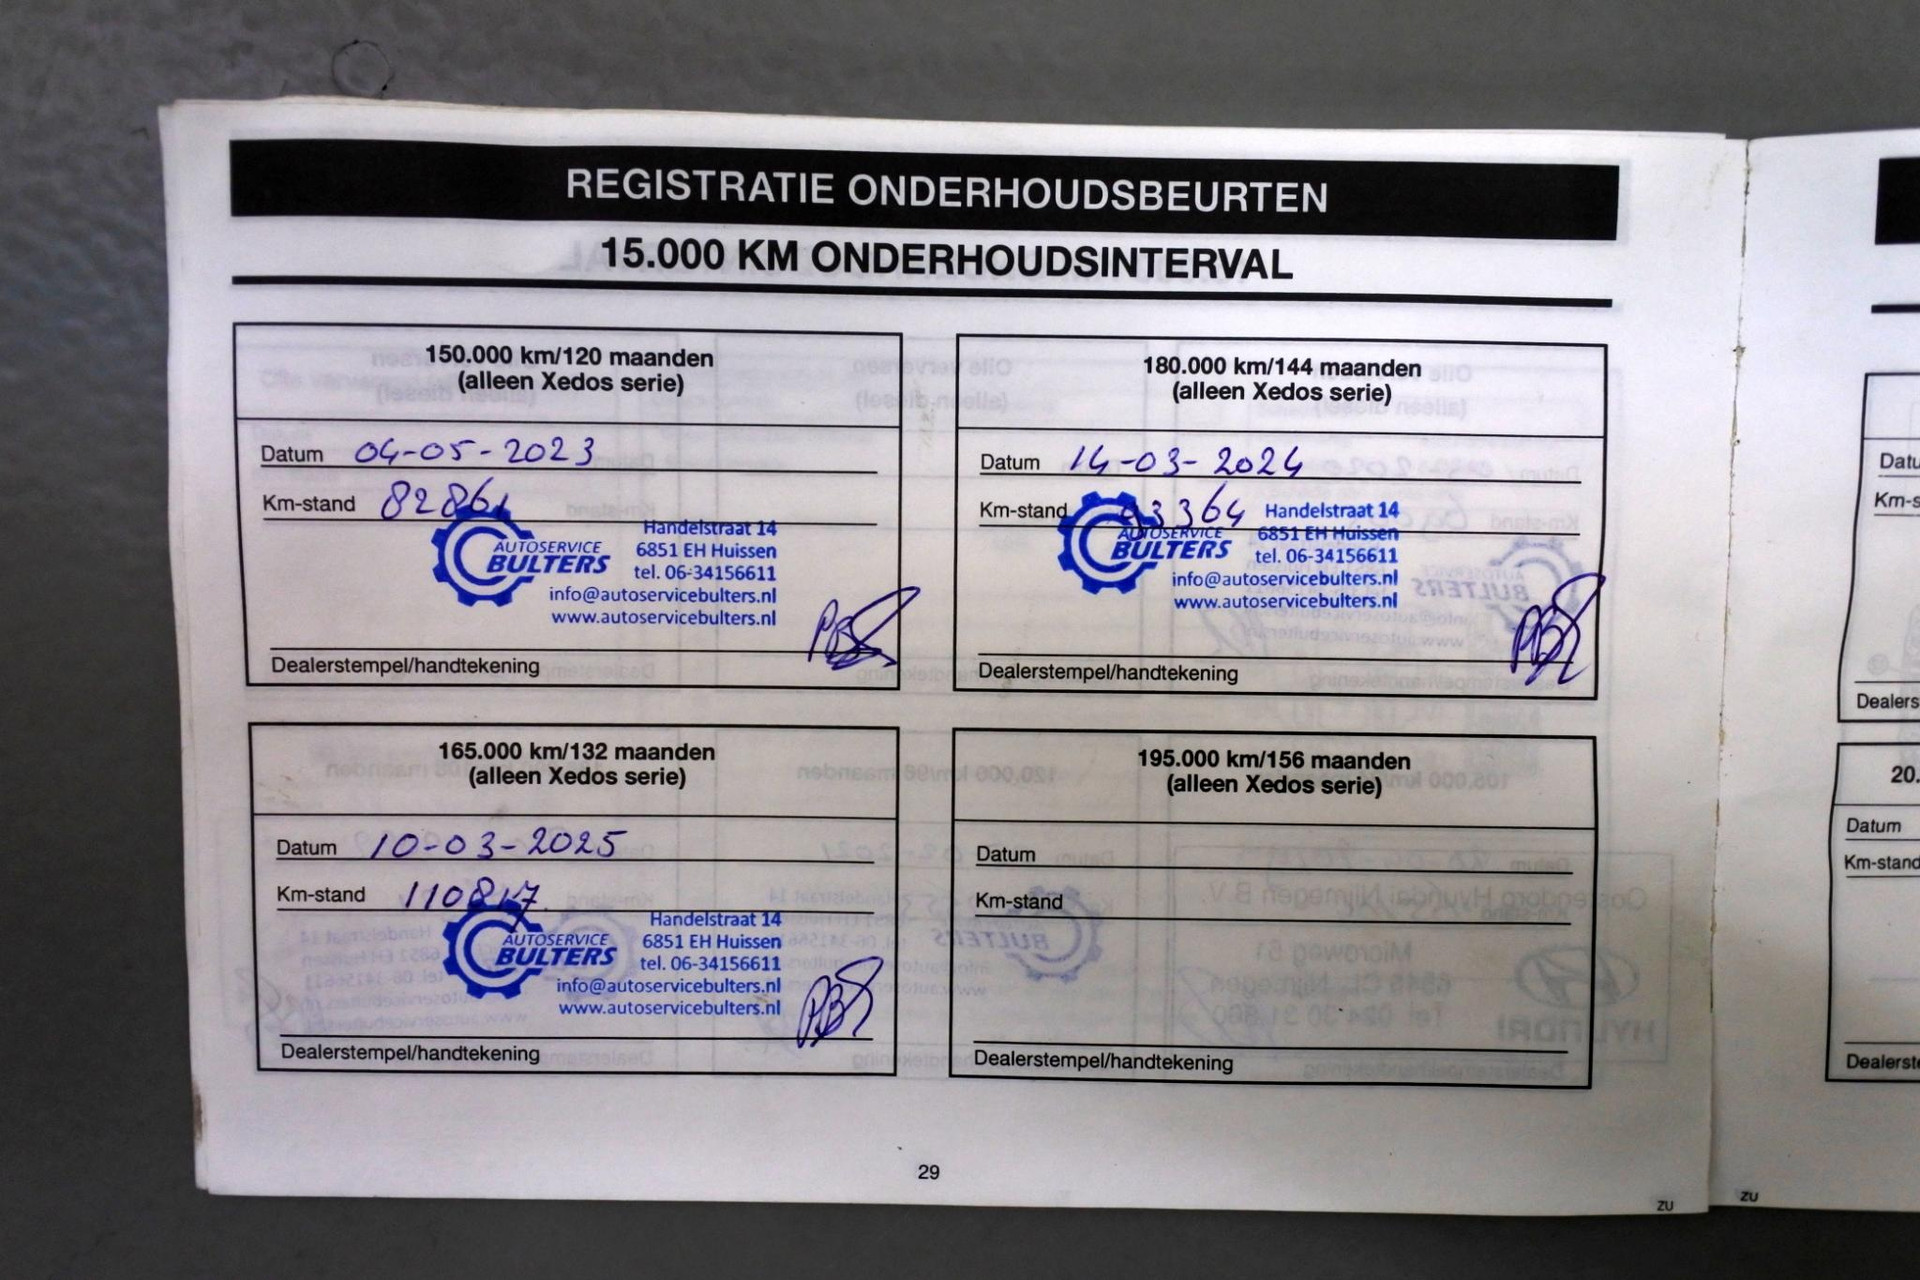 REGISTRATIE ONDERHOUDSBEURTEN
15.000 KM ONDERHOUDSINTERVAL
150.000 km/120 maanden
(alleen Xedos serie)
Datum 04-05-2023
Km-stand 82861
AUTOSERVICE
BULTERS
Handelstraat 14
6851 EH Huissen
tel. 06-34156611
info@autoservicebulters.nl
www.autoservicebulters.nl
Dealerstempel/handtekening
180.000 km/144 maanden
(alleen Xedos serie)
Datum 14-03-2024
Km-stand 93364
AUTOSERVICE
BULTERS
Handelstraat 14
6851 EH Huissen
tel. 06-34156611
info@autoservicebulters.nl
www.autoservicebulters.nl
Dealerstempel/handtekening
165.000 km/132 maanden
(alleen Xedos serie)
Datum 10-03-2025
Km-stand 110817
AUTOSERVICE
BULTERS
Handelstraat 14
6851 EH Huissen
tel. 06-34156611
info@autoservicebulters.nl
www.autoservicebulters.nl
Dealerstempel/handtekening
195.000 km/156 maanden
(alleen Xedos serie)
Datum
Km-stand
Dealerstempel/handtekening
29
ZU
ZU
Datu
Km-s
Dealers
20.
Datum
Km-stand
Dealerste